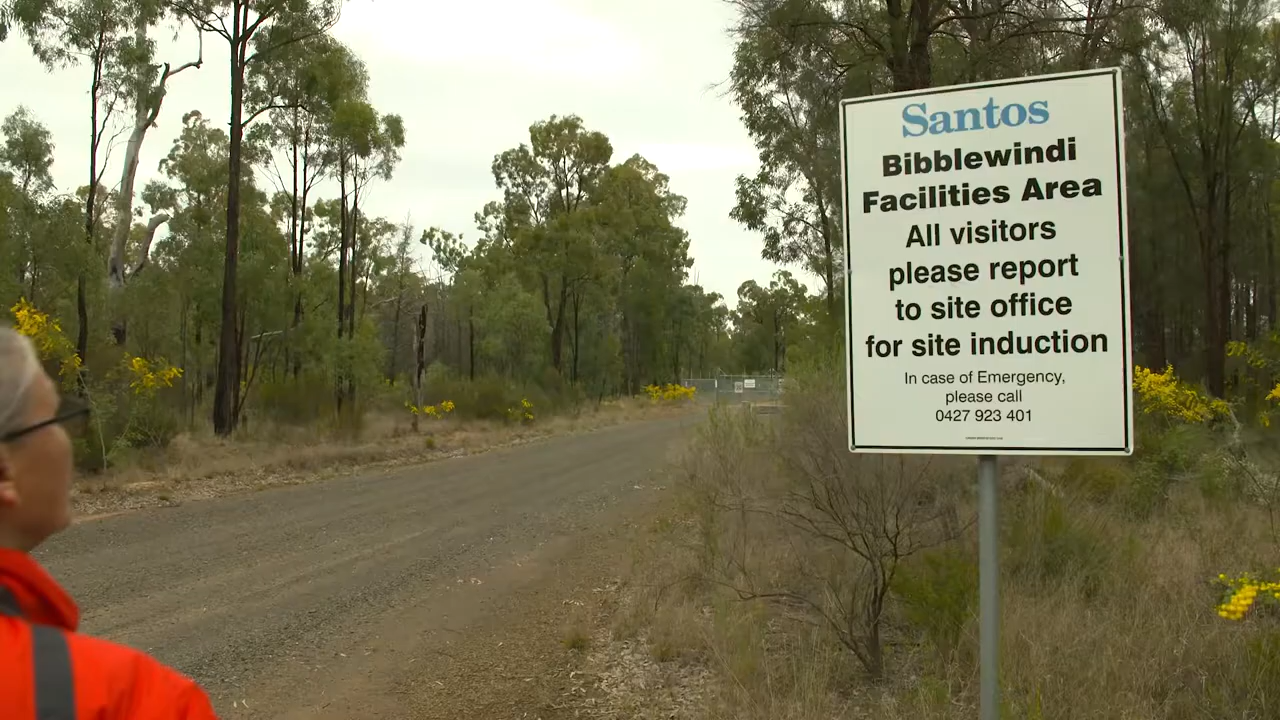 Santos
Bibblewindi
Facilities Area
All visitors
please report
to site office
for site induction
In case of Emergency,
please call
0427 923 401